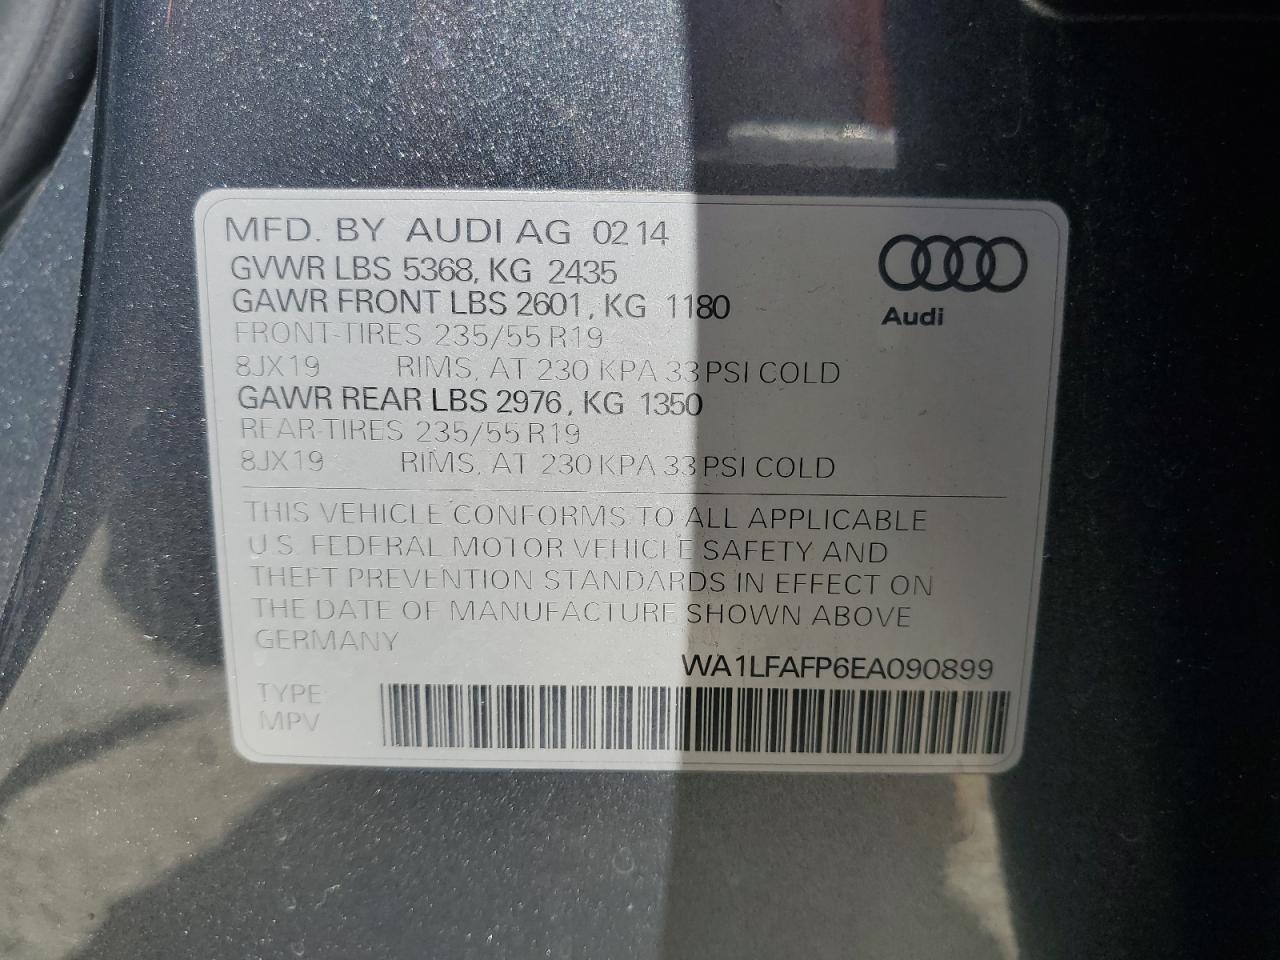 MFD. BY AUDI AG 02 14
GVWR LBS 5368, KG 2435
GAWR FRONT LBS 2601, KG 1180
FRONT-TIRES 235/55 R19
8JX19 RIMS, AT 230 KPA 33 PSI COLD
GAWR REAR LBS 2976, KG 1350
REAR-TIRES 235/55 R19
8JX19 RIMS, AT 230 KPA 33 PSI COLD
Audi
THIS VEHICLE CONFORMS TO ALL APPLICABLE
U.S. FEDERAL MOTOR VEHICLE SAFETY AND
THEFT PREVENTION STANDARDS IN EFFECT ON
THE DATE OF MANUFACTURE SHOWN ABOVE
GERMANY
WA1LFAFP6EA090899
TYPE
MPV